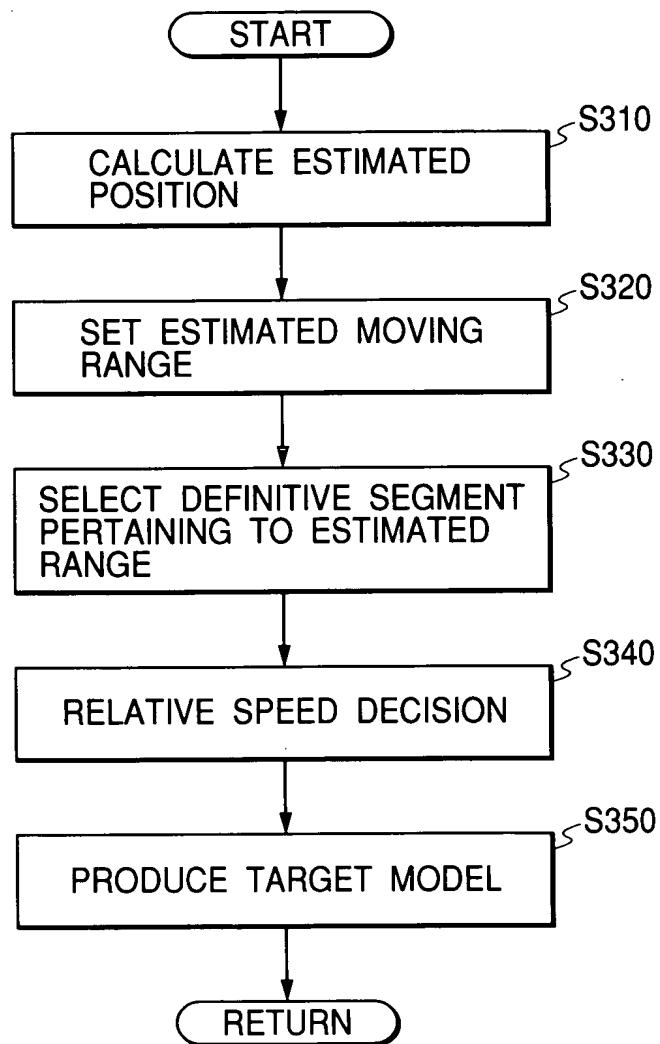 START
S310
CALCULATE ESTIMATED
POSITION
S320
SET ESTIMATED MOVING
RANGE
S330
SELECT DEFINITIVE SEGMENT
PERTAINING TO ESTIMATED
RANGE
S340
RELATIVE SPEED DECISION
S350
PRODUCE TARGET MODEL
RETURN